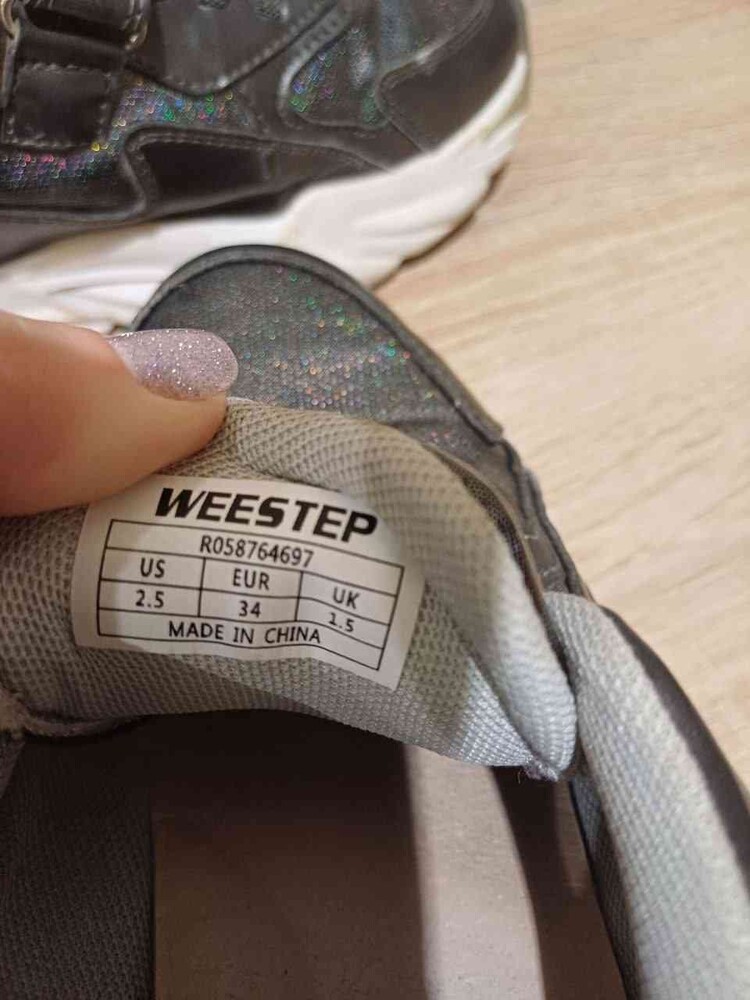 WEESTEP
R058764697
US EUR UK
2.5 34 1.5
MADE IN CHINA